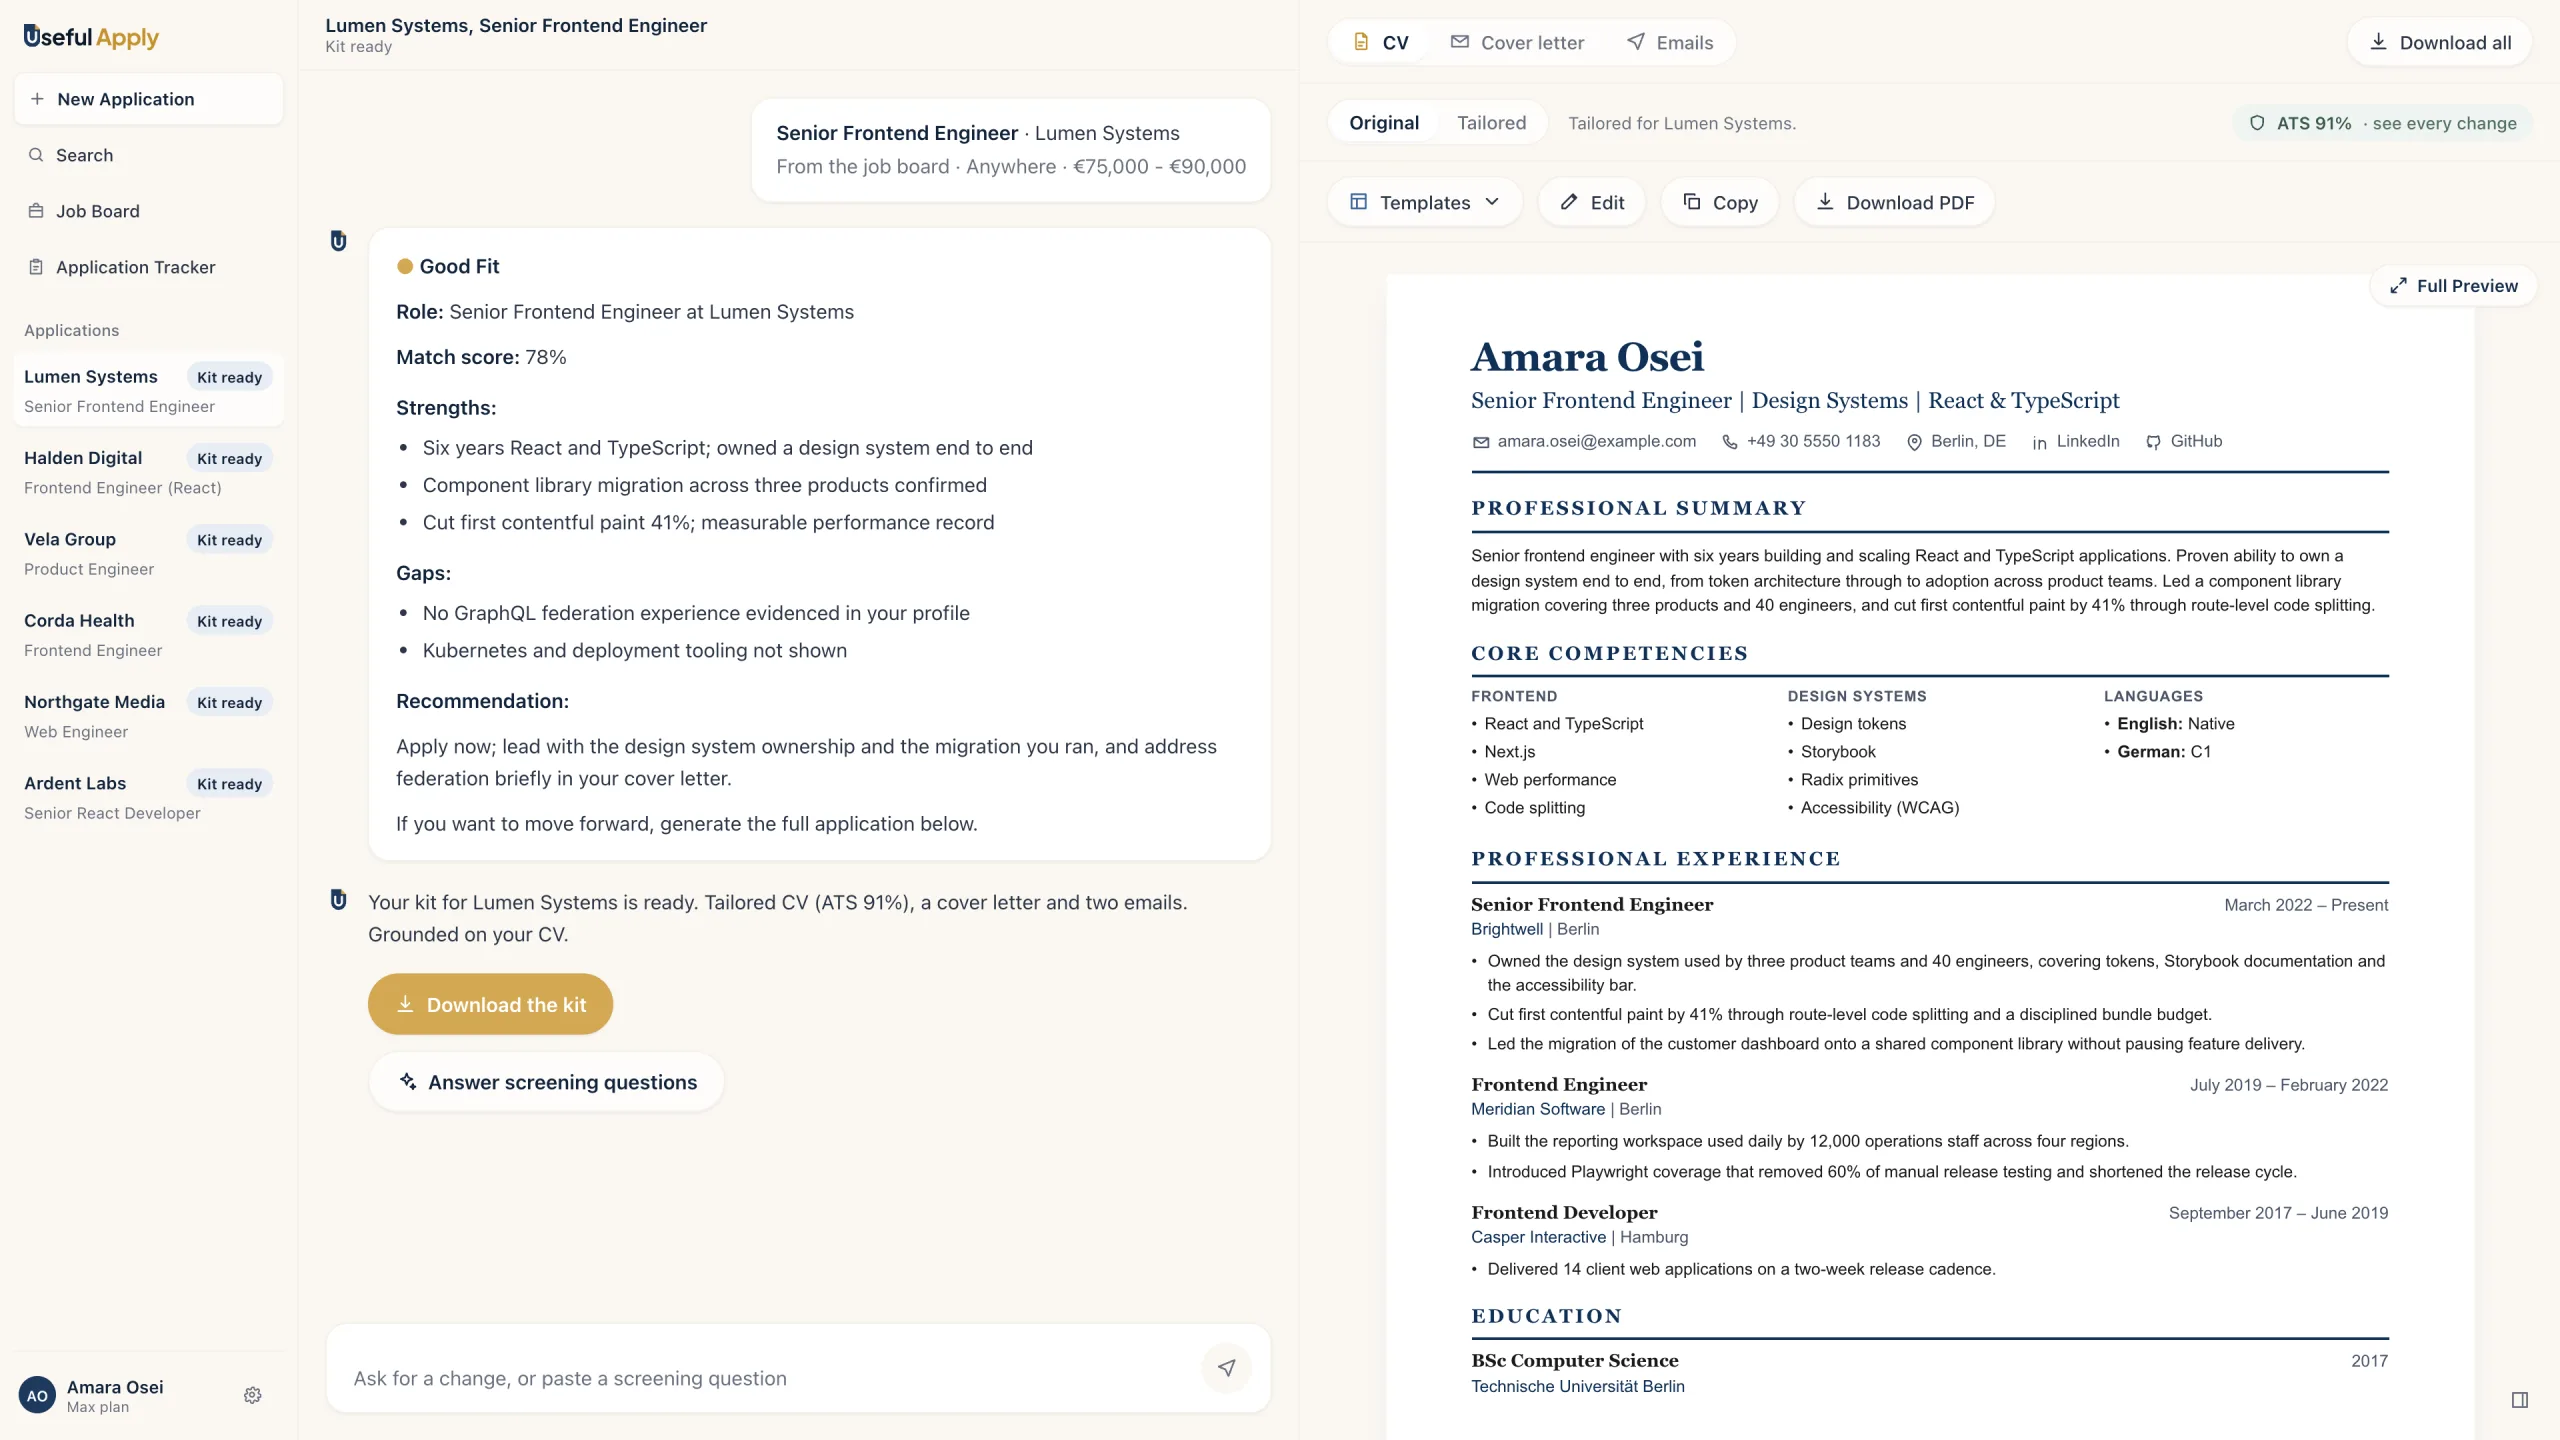 Useful Apply
New Application
Search
Job Board
Application Tracker
Applications
Lumen Systems Kit ready
Senior Frontend Engineer
Halden Digital Kit ready
Frontend Engineer (React)
Vela Group Kit ready
Product Engineer
Corda Health Kit ready
Frontend Engineer
Northgate Media Kit ready
Web Engineer
Ardent Labs Kit ready
Senior React Developer
AO Amara Osei
Max plan
Lumen Systems, Senior Frontend Engineer
Kit ready
Senior Frontend Engineer · Lumen Systems
From the job board · Anywhere · €75,000 - €90,000
Good Fit
Role: Senior Frontend Engineer at Lumen Systems
Match score: 78%
Strengths:
• Six years React and TypeScript; owned a design system end to end
• Component library migration across three products confirmed
• Cut first contentful paint 41%; measurable performance record
Gaps:
• No GraphQL federation experience evidenced in your profile
• Kubernetes and deployment tooling not shown
Recommendation:
Apply now; lead with the design system ownership and the migration you ran, and address
federation briefly in your cover letter.
If you want to move forward, generate the full application below.
Your kit for Lumen Systems is ready. Tailored CV (ATS 91%), a cover letter and two emails.
Grounded on your CV.
Download the kit
Answer screening questions
Ask for a change, or paste a screening question
CV Cover letter Emails Download all
Original Tailored Tailored for Lumen Systems. ATS 91% · see every change
Templates Edit Copy Download PDF
Full Preview
Amara Osei
Senior Frontend Engineer | Design Systems | React & TypeScript
amara.osei@example.com +49 30 5550 1183 Berlin, DE in LinkedIn GitHub
PROFESSIONAL SUMMARY
Senior frontend engineer with six years building and scaling React and TypeScript applications. Proven ability to own a
design system end to end, from token architecture through to adoption across product teams. Led a component library
migration covering three products and 40 engineers, and cut first contentful paint by 41% through route-level code splitting.
CORE COMPETENCIES
FRONTEND
• React and TypeScript
• Next.js
• Web performance
• Code splitting
DESIGN SYSTEMS
• Design tokens
• Storybook
• Radix primitives
• Accessibility (WCAG)
LANGUAGES
• English: Native
• German: C1
PROFESSIONAL EXPERIENCE
Senior Frontend Engineer March 2022 – Present
Brightwell | Berlin
• Owned the design system used by three product teams and 40 engineers, covering tokens, Storybook documentation and
the accessibility bar.
• Cut first contentful paint by 41% through route-level code splitting and a disciplined bundle budget.
• Led the migration of the customer dashboard onto a shared component library without pausing feature delivery.
Frontend Engineer July 2019 – February 2022
Meridian Software | Berlin
• Built the reporting workspace used daily by 12,000 operations staff across four regions.
• Introduced Playwright coverage that removed 60% of manual release testing and shortened the release cycle.
Frontend Developer September 2017 – June 2019
Casper Interactive | Hamburg
• Delivered 14 client web applications on a two-week release cadence.
EDUCATION
BSc Computer Science 2017
Technische Universität Berlin